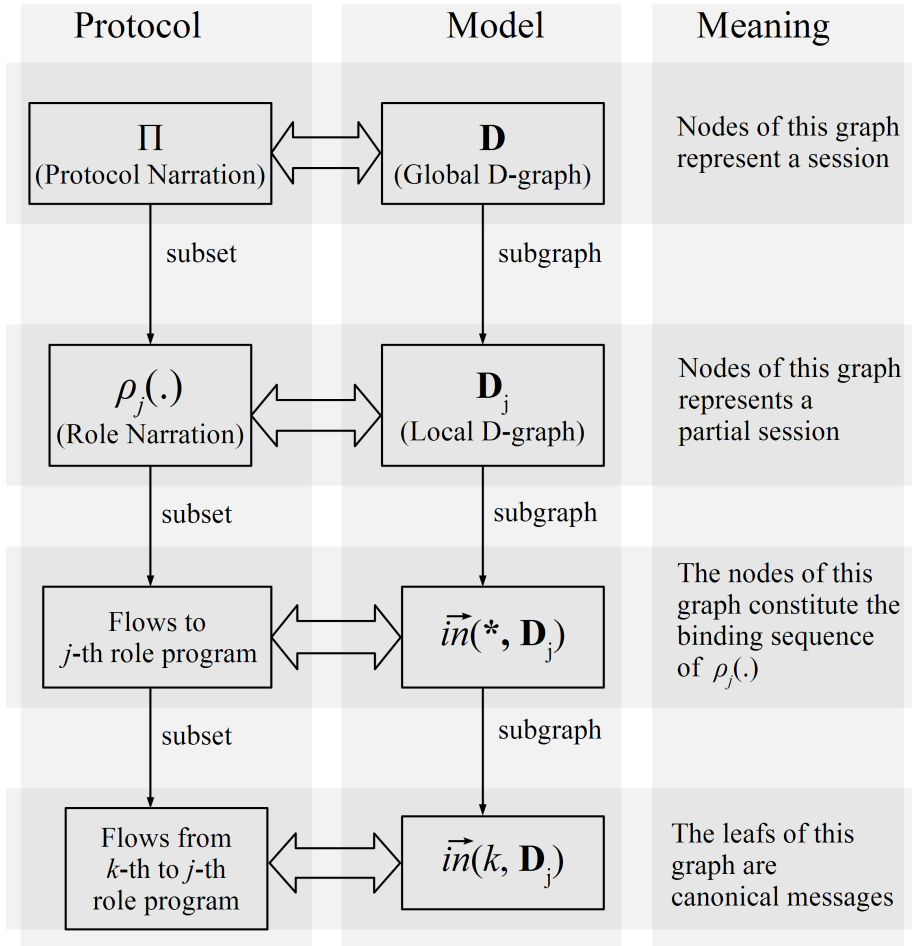 Protocol
Model
Meaning
Π
(Protocol Narration)
D
(Global D-graph)
Nodes of this graph
represent a session
subset
subgraph
ρj(.)
(Role Narration)
Dj
(Local D-graph)
Nodes of this graph
represents a
partial session
subset
subgraph
Flows to
j-th role program
in(*, Dj)
The nodes of this
graph constitute the
binding sequence
of ρj(.)
subset
subgraph
Flows from
k-th to j-th
role program
in(k, Dj)
The leafs of this
graph are
canonical messages